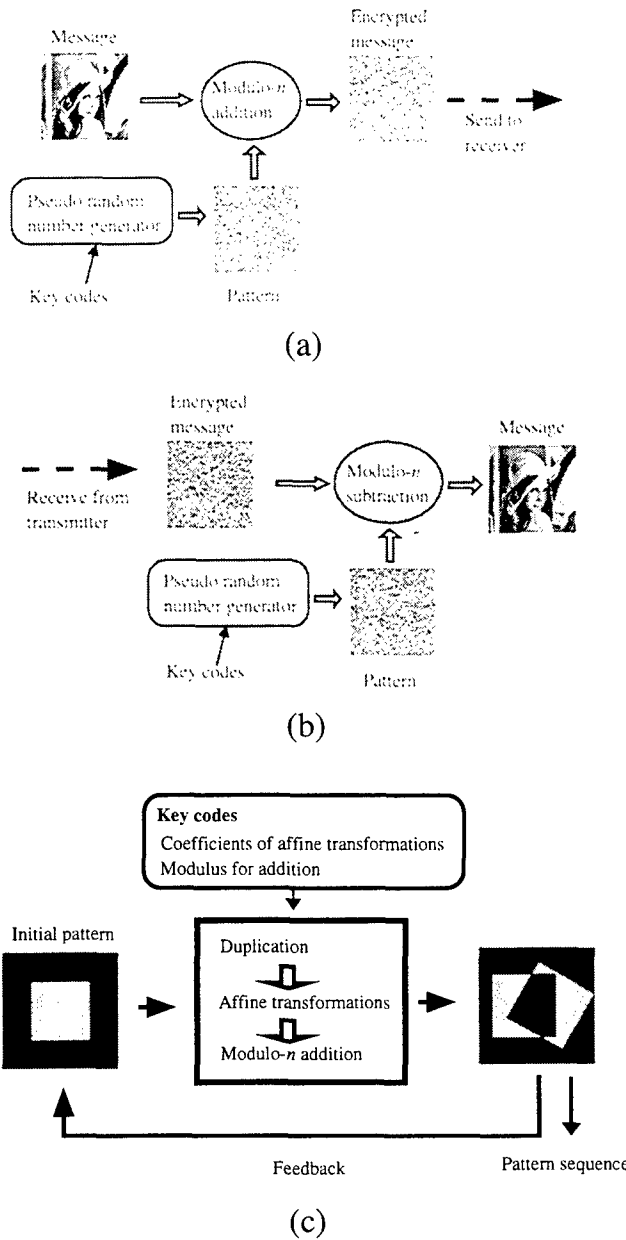 Message
Encrypted
message
Modulo-n
addition
Send to
receiver
Pseudo random
number generator
Key codes
Pattern
(a)
Encrypted
message
Message
Receive from
transmitter
Modulo-n
subtraction
Pseudo random
number generator
Key codes
Pattern
(b)
Key codes
Coefficients of affine transformations
Modulus for addition
Initial pattern
Duplication
Affine transformations
Modulo-n addition
Feedback
Pattern sequence
(c)